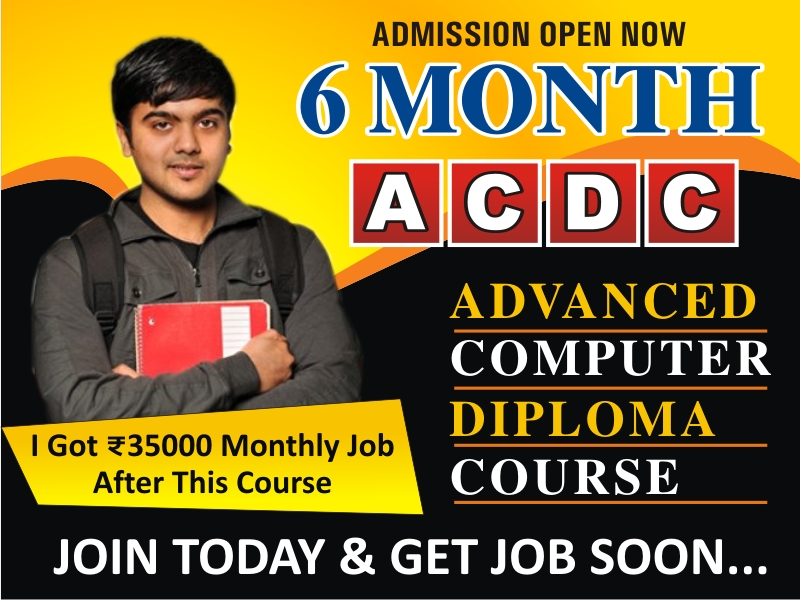 ADMISSION OPEN NOW
6 MONTH
ACDC
ADVANCED
COMPUTER
DIPLOMA
COURSE
I Got ₹35000 Monthly Job
After This Course
JOIN TODAY & GET JOB SOON...